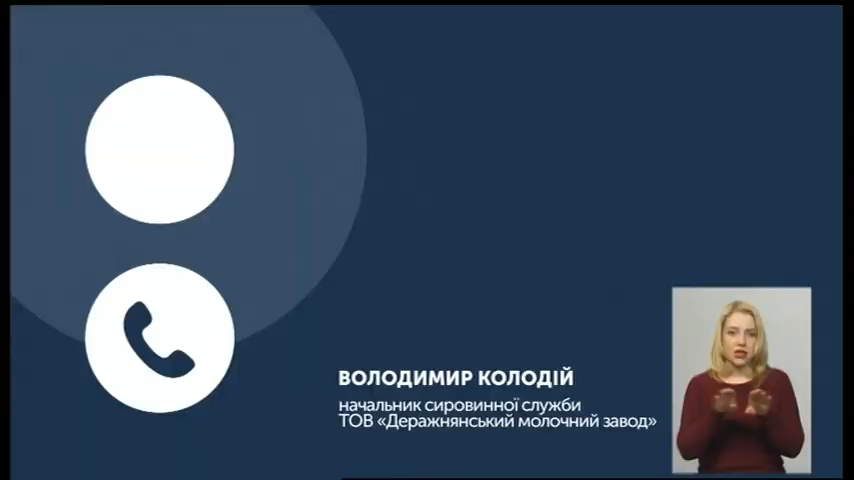 ВОЛОДИМИР КОЛОДІЙ
начальник сировинної служби
ТОВ «Деражнянський молочний завод»